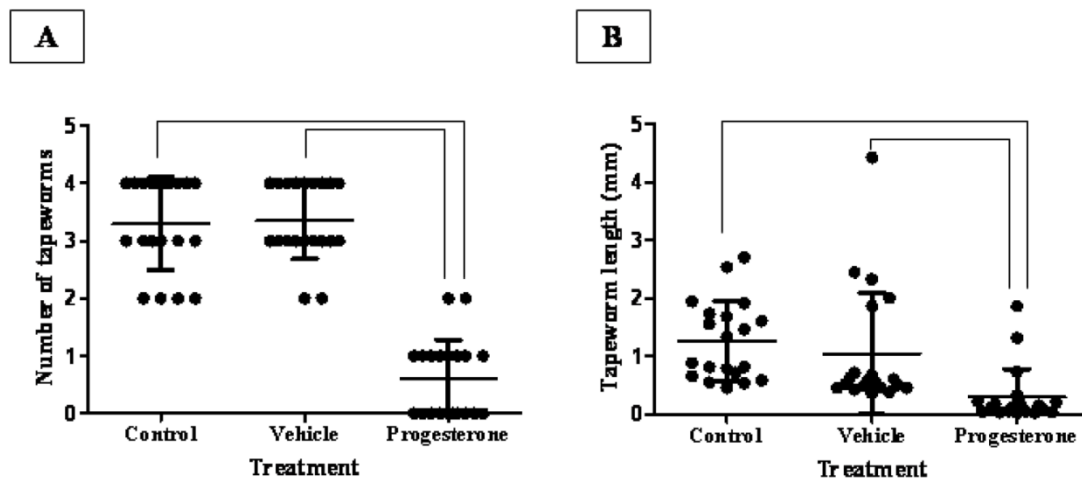 A
Number of tapeworms
5
4
3
2
1
0
Control
Vehicle
Progesterone
Treatment
B
Tapeworm length (mm)
5
4
3
2
1
0
Control
Vehicle
Progesterone
Treatment